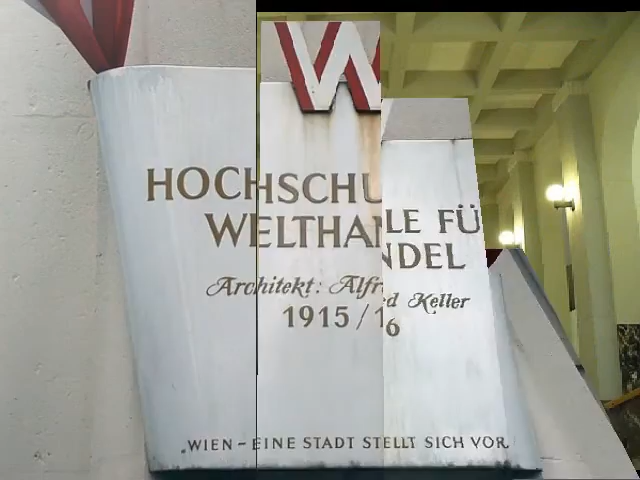 HOCHSCHULE FÜ
WELTHANDEL
Architekt: Alfred Keller
1915/16
„WIEN-EINE STADT STELLT SICH VOR